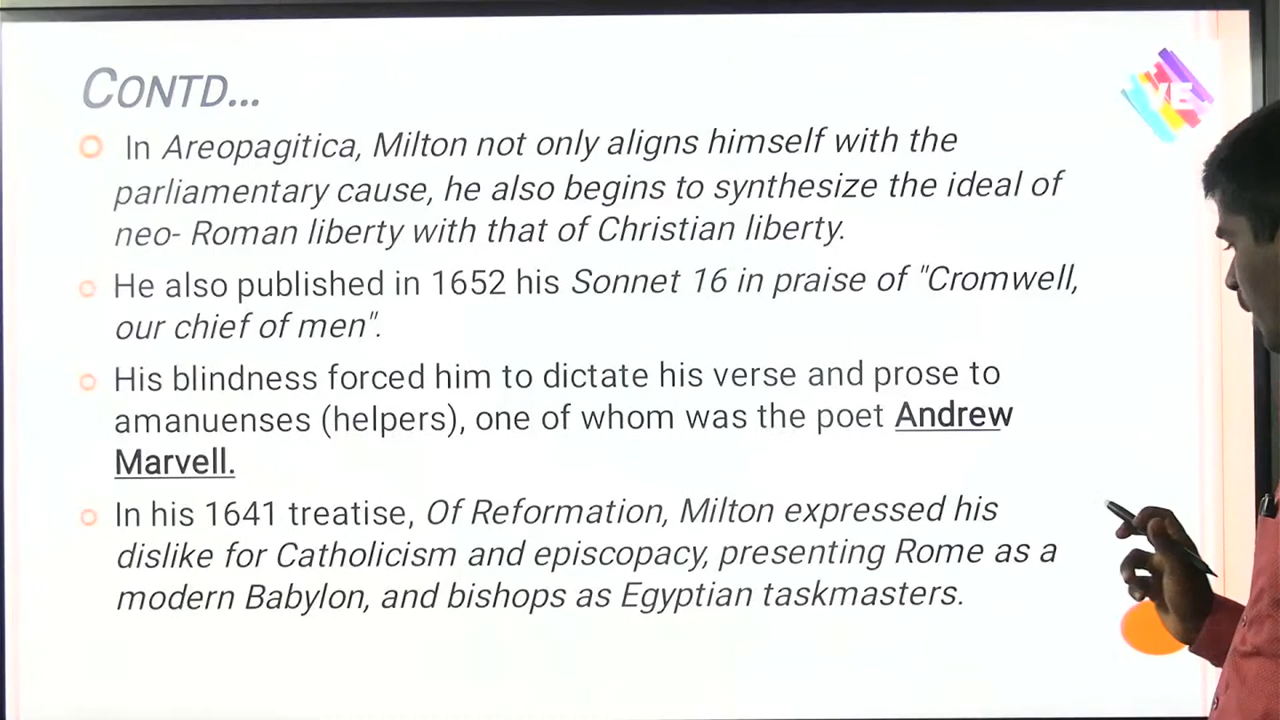 CONTD...
In Areopagitica, Milton not only aligns himself with the
parliamentary cause, he also begins to synthesize the ideal of
neo- Roman liberty with that of Christian liberty.
He also published in 1652 his Sonnet 16 in praise of "Cromwell,
our chief of men".
His blindness forced him to dictate his verse and prose to
amanuenses (helpers), one of whom was the poet Andrew
Marvell.
In his 1641 treatise, Of Reformation, Milton expressed his
dislike for Catholicism and episcopacy, presenting Rome as a
modern Babylon, and bishops as Egyptian taskmasters.
VE